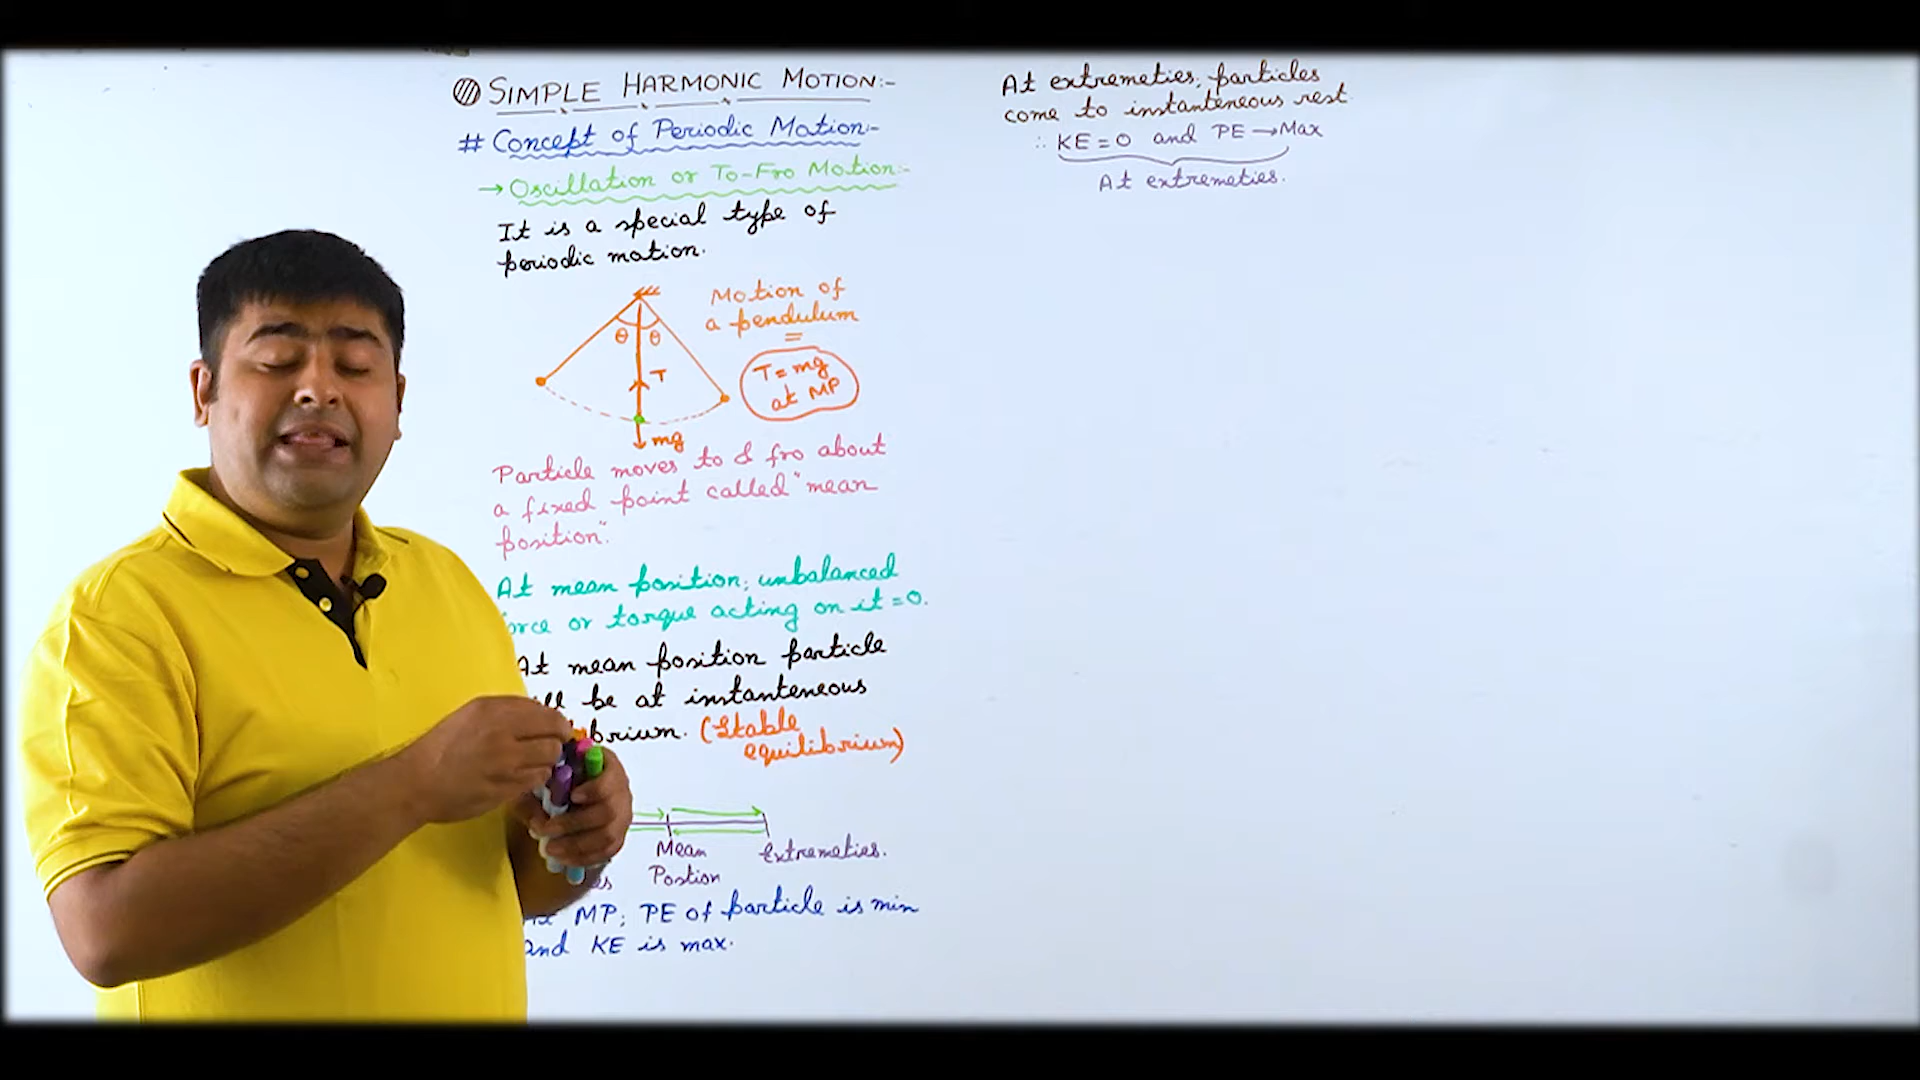 SIMPLE HARMONIC MOTION:-
# Concept of Periodic Motion:-
→ Oscillation or To-Fro Motion:-
It is a special type of
periodic motion.
Motion of
a pendulum
θ θ
T
T = mg
at MP
mg
Particle moves to & fro about
a fixed point called "mean
position".
At mean position; unbalanced
or torque acting on it = 0.
At mean position particle
be at instanteneous
(Stable
equilibrium)
Mean
Postion
Extremeties.
MP; PE of particle is min
and KE is max.
At extremeties; particles
come to instanteneous rest.
∴ KE = 0 and PE → Max
At extremeties.